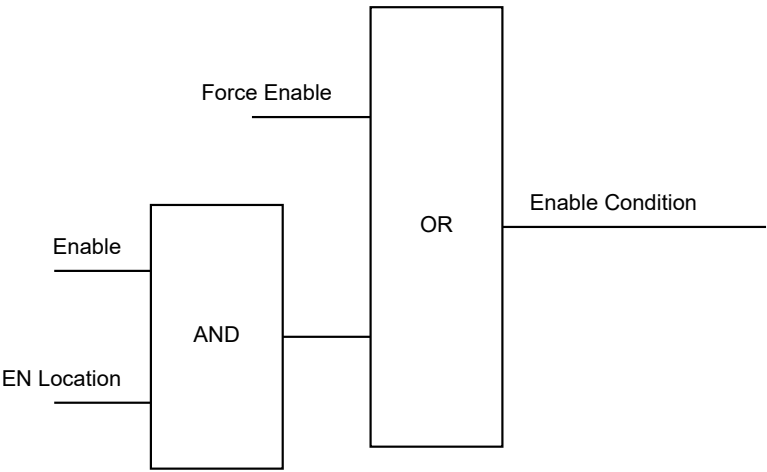 Force Enable
Enable Condition
OR
Enable
AND
EN Location